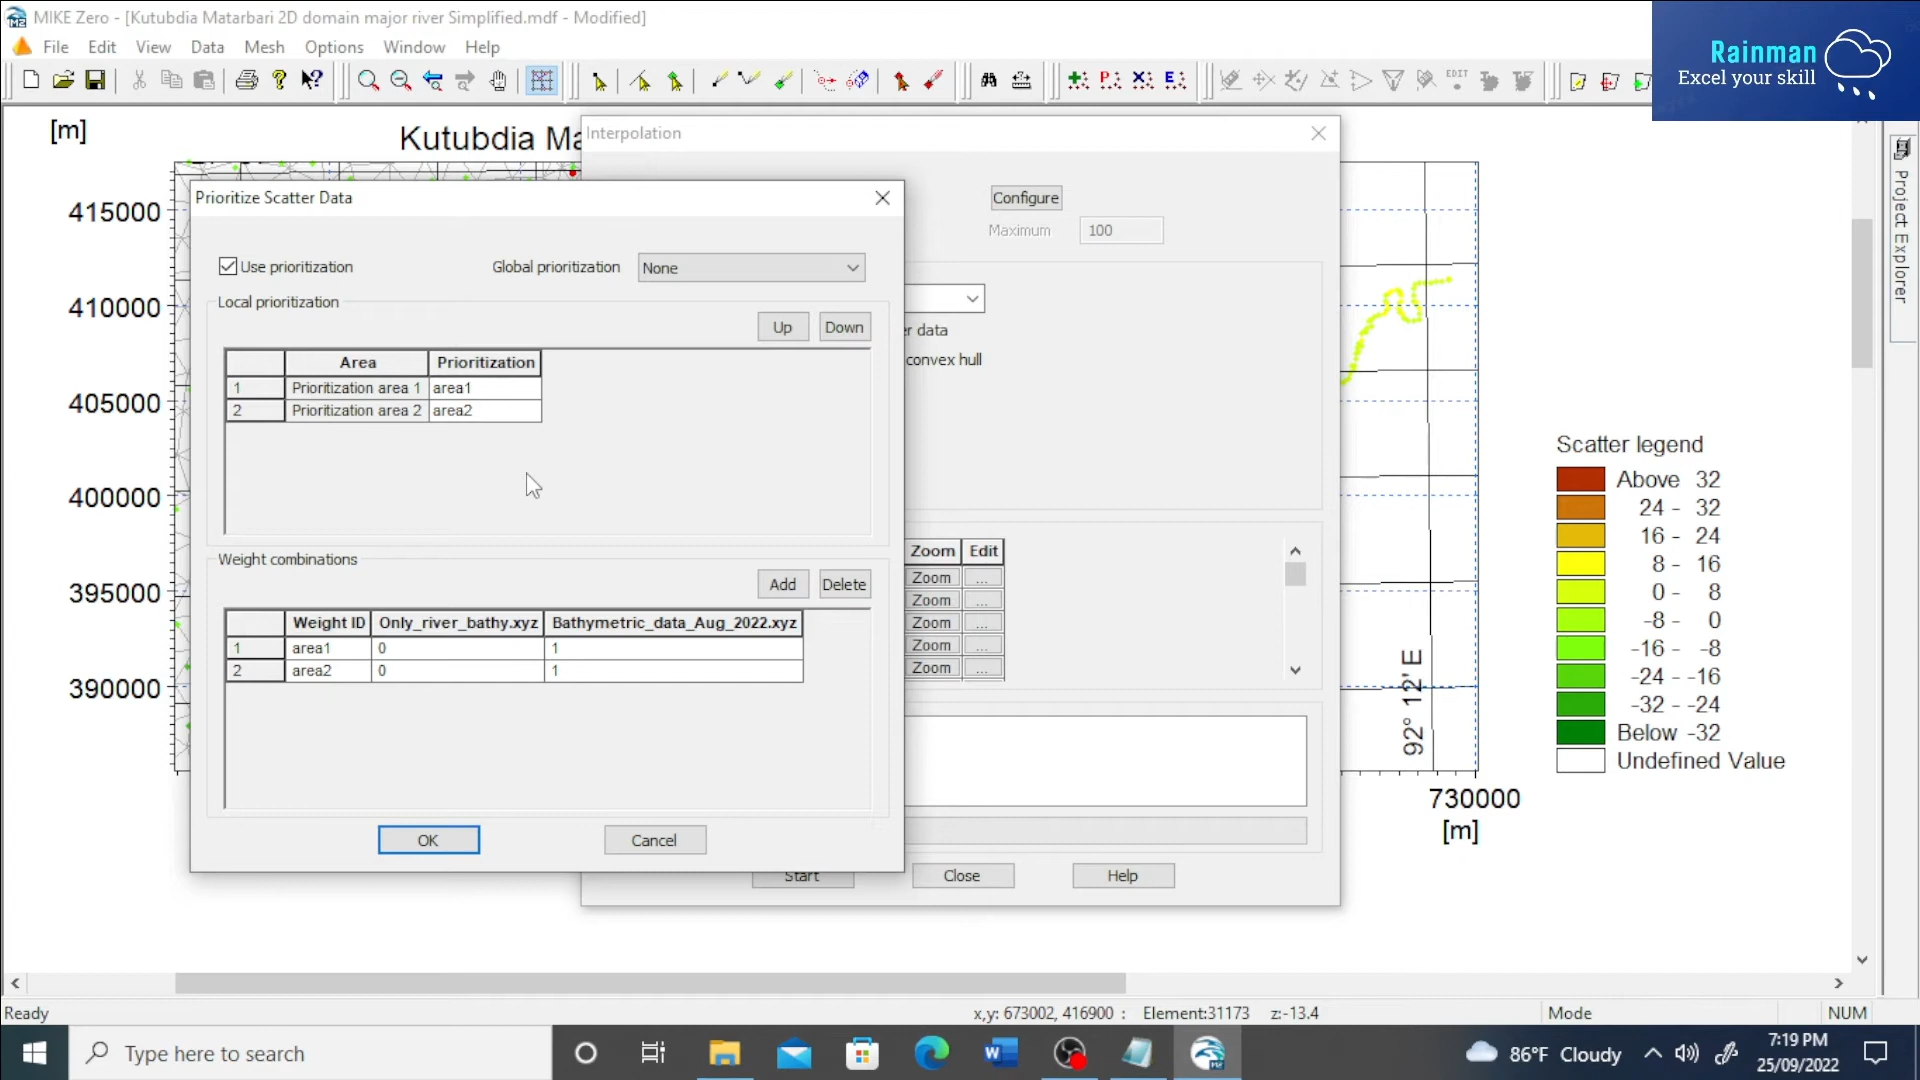 MIKE Zero - [Kutubdia Matarbari 2D domain major river Simplified.mdf - Modified]
File Edit View Data Mesh Options Window Help
Rainman
Excel your skill
[m]
Kutubdia Ma
415000
410000
405000
400000
395000
390000
Interpolation
Configure
Maximum 100
r data
convex hull
Zoom Edit
Zoom ...
Zoom ...
Zoom ...
Zoom ...
Zoom ...
Start Close Help
Prioritize Scatter Data
Use prioritization Global prioritization None
Local prioritization
Up Down
Area Prioritization
1 Prioritization area 1 area1
2 Prioritization area 2 area2
Weight combinations
Add Delete
Weight ID Only_river_bathy.xyz Bathymetric_data_Aug_2022.xyz
1 area1 0 1
2 area2 0 1
OK Cancel
92° 12' E
730000
[m]
Scatter legend
Above 32
24 - 32
16 - 24
8 - 16
0 - 8
-8 - 0
-16 - -8
-24 - -16
-32 - -24
Below -32
Undefined Value
Project Explorer
Ready x,y: 673002, 416900 : Element:31173 z:-13.4 Mode NUM
Type here to search
86°F Cloudy
7:19 PM
25/09/2022